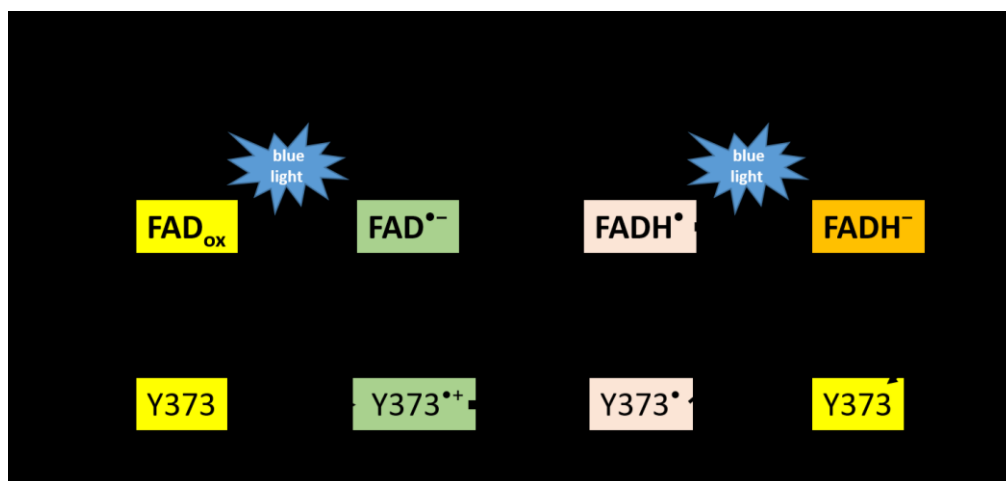 blue
light
blue
light
FADox
FAD•−
FADH•
FADH−
Y373
Y373•+
Y373•
Y373